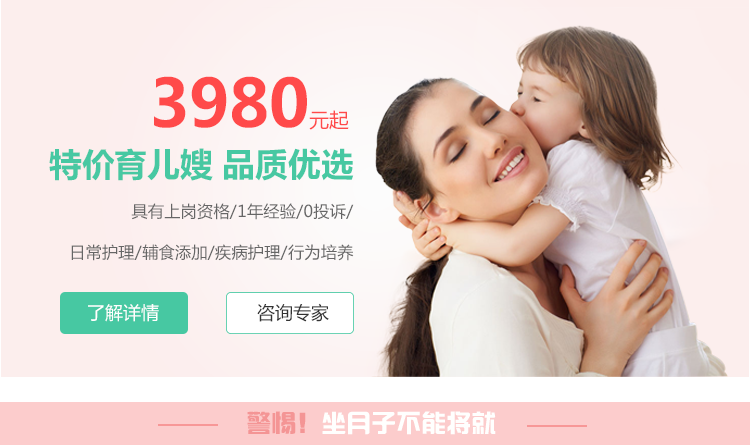 3980元起
特价育儿嫂 品质优选
具有上岗资格/1年经验/0投诉/
日常护理/辅食添加/疾病护理/行为培养
了解详情 咨询专家
警惕！坐月子不能将就